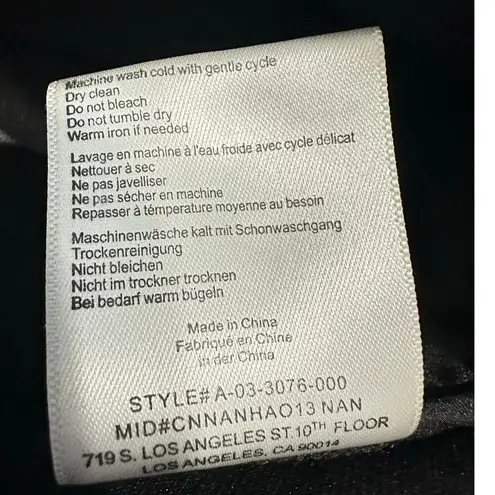 Machine wash cold with gentle cycle
Dry clean
Do not bleach
Do not tumble dry
Warm iron if needed
Lavage en machine à l'eau froide avec cycle délicat
Nettouer à sec
Ne pas javelliser
Ne pas sécher en machine
Repasser à témperature moyenne au besoin
Maschinenwäsche kalt mit Schonwaschgang
Trockenreinigung
Nicht bleichen
Nicht im trockner trocknen
Bei bedarf warm bügeln
Made in China
Fabriqué en Chine
in der China
STYLE# A-03-3076-000
MID#CNNANHAO13 NAN
719 S. LOS ANGELES ST.10TH FLOOR
LOS ANGELES, CA 90014